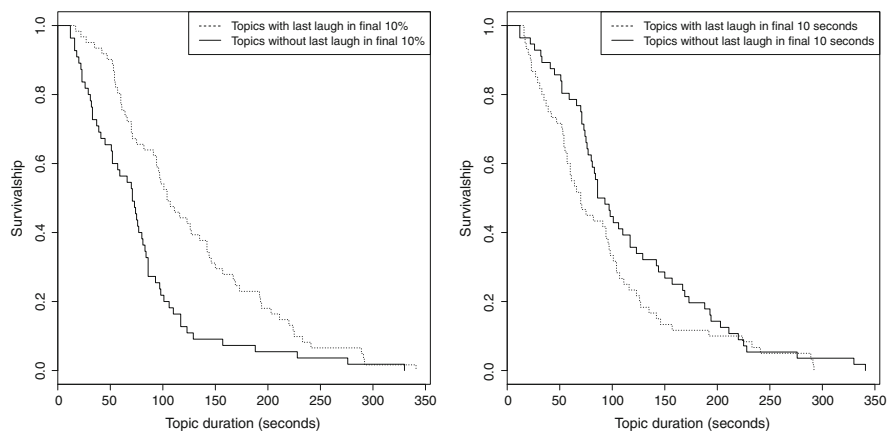 Topics with last laugh in final 10%
Topics without last laugh in final 10%
Survivalship
1.0
0.8
0.6
0.4
0.2
0.0
0 50 100 150 200 250 300 350
Topic duration (seconds)
Topics with last laugh in final 10 seconds
Topics without last laugh in final 10 seconds
Survivalship
1.0
0.8
0.6
0.4
0.2
0.0
0 50 100 150 200 250 300 350
Topic duration (seconds)